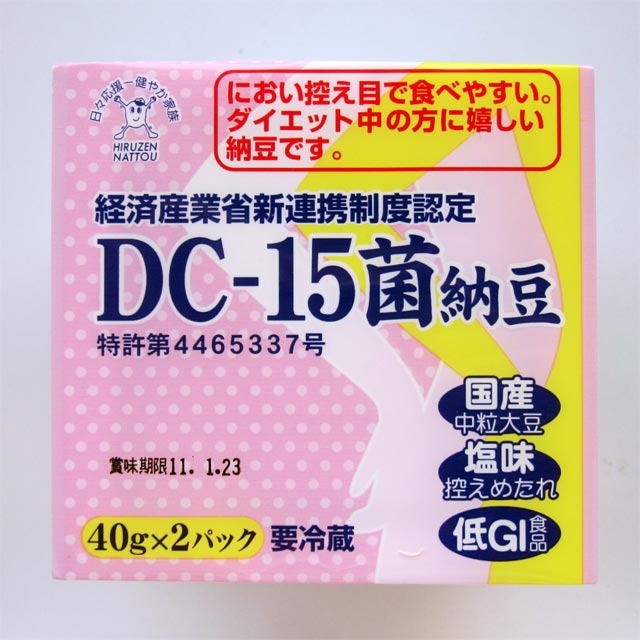 日々応援一健やか家族
HIRUZEN
NATTOU
におい控え目で食べやすい。
ダイエット中の方に嬉しい
納豆です。
経済産業省新連携制度認定
DC-15菌納豆
特許第4465337号
国産
中粒大豆
塩味
控えめたれ
低GI食品
賞味期限11. 1.23
40g×2パック 要冷蔵